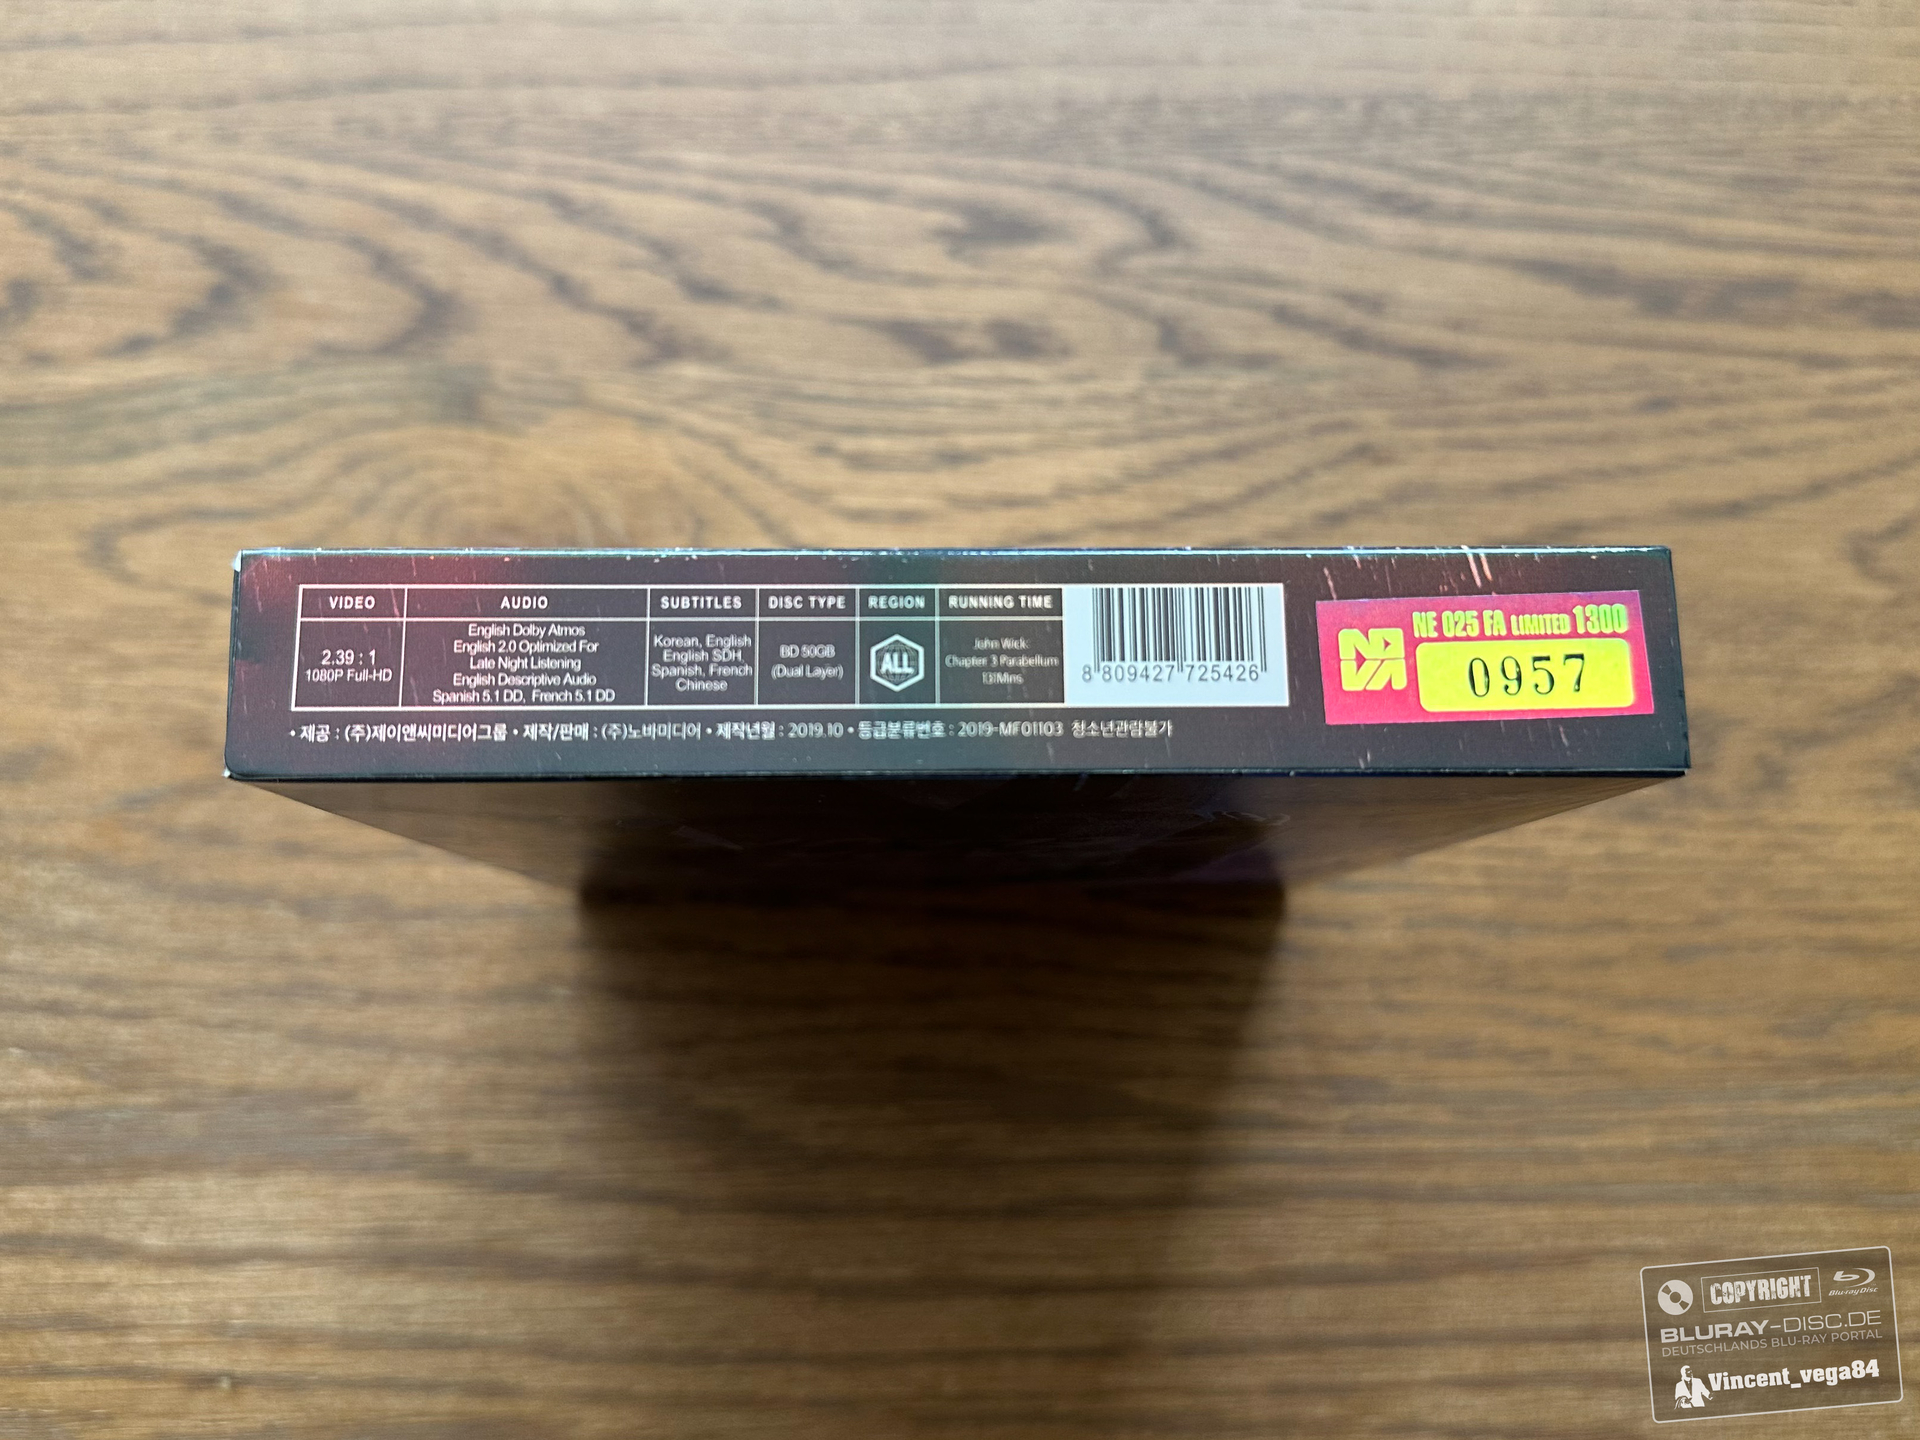 VIDEO
2.39 : 1
1080P Full-HD
AUDIO
English Dolby Atmos
English 2.0 Optimized For
Late Night Listening
English Descriptive Audio
Spanish 5.1 DD, French 5.1 DD
SUBTITLES
Korean, English
English SDH,
Spanish, French
Chinese
DISC TYPE
BD 50GB
(Dual Layer)
REGION
ALL
RUNNING TIME
John Wick:
Chapter 3 Parabellum
131Mins
8 809427 725426
NOVA
NE 025 FA LIMITED 1300
0957
• 제공 : (주)제이앤씨미디어그룹 • 제작/판매 : (주)노바미디어 • 제작년월 : 2019.10 • 등급분류번호 : 2019-MF01103 청소년관람불가
COPYRIGHT
Blu-ray Disc
BLURAY-DISC.DE
DEUTSCHLANDS BLU-RAY PORTAL
Vincent_vega84